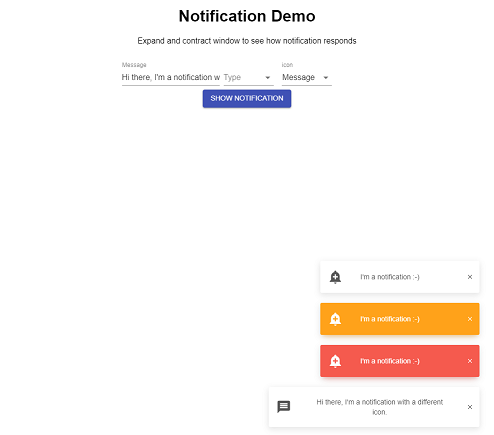 Notification Demo
Expand and contract window to see how notification responds
Message
icon
Hi there, I'm a notification w
Type
Message
SHOW NOTIFICATION
I'm a notification :-)
I'm a notification :-)
I'm a notification :-)
Hi there, I'm a notification with a different
icon.